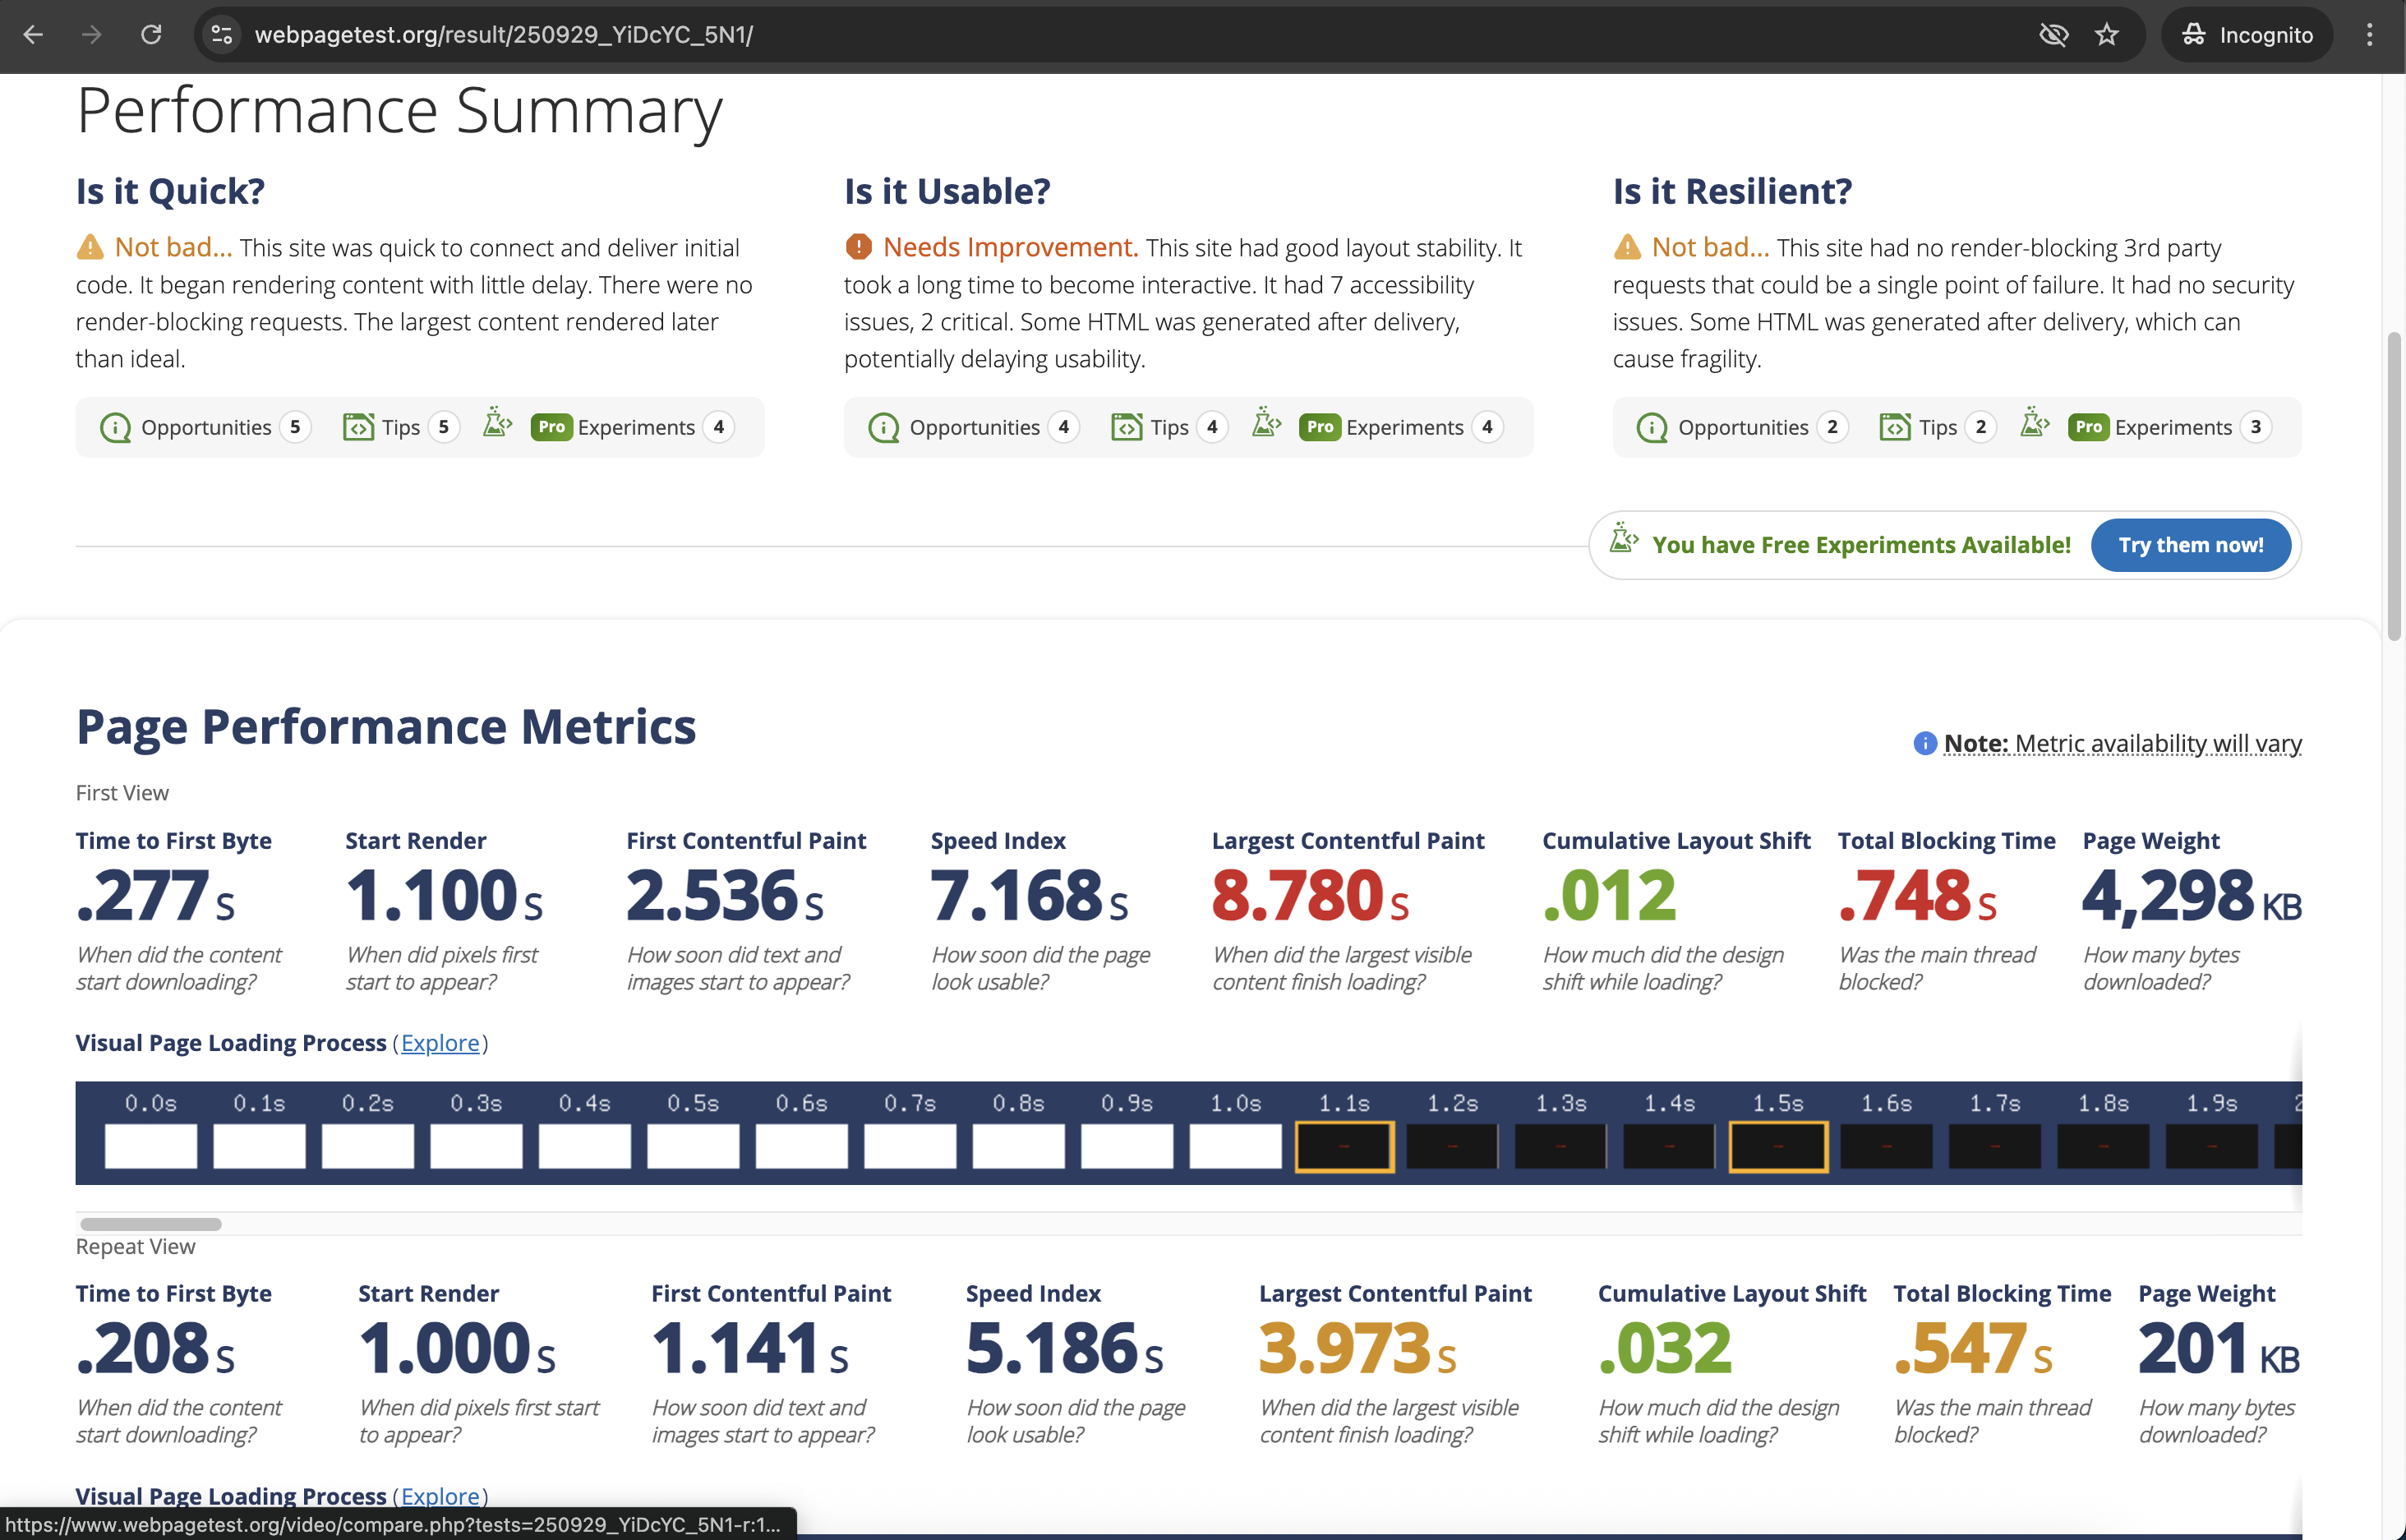 webpagetest.org/result/250929_YiDcYC_5N1/
Incognito
Performance Summary
Is it Quick?
Not bad... This site was quick to connect and deliver initial
code. It began rendering content with little delay. There were no
render-blocking requests. The largest content rendered later
than ideal.
Opportunities 5 Tips 5 Pro Experiments 4
Is it Usable?
Needs Improvement. This site had good layout stability. It
took a long time to become interactive. It had 7 accessibility
issues, 2 critical. Some HTML was generated after delivery,
potentially delaying usability.
Opportunities 4 Tips 4 Pro Experiments 4
Is it Resilient?
Not bad... This site had no render-blocking 3rd party
requests that could be a single point of failure. It had no security
issues. Some HTML was generated after delivery, which can
cause fragility.
Opportunities 2 Tips 2 Pro Experiments 3
You have Free Experiments Available! Try them now!
Page Performance Metrics
Note: Metric availability will vary
First View
Time to First Byte
.277 s
When did the content
start downloading?
Start Render
1.100 s
When did pixels first
start to appear?
First Contentful Paint
2.536 s
How soon did text and
images start to appear?
Speed Index
7.168 s
How soon did the page
look usable?
Largest Contentful Paint
8.780 s
When did the largest visible
content finish loading?
Cumulative Layout Shift
.012
How much did the design
shift while loading?
Total Blocking Time
.748 s
Was the main thread
blocked?
Page Weight
4,298 KB
How many bytes
downloaded?
Visual Page Loading Process (Explore)
0.0s 0.1s 0.2s 0.3s 0.4s 0.5s 0.6s 0.7s 0.8s 0.9s 1.0s 1.1s 1.2s 1.3s 1.4s 1.5s 1.6s 1.7s 1.8s 1.9s
Repeat View
Time to First Byte
.208 s
When did the content
start downloading?
Start Render
1.000 s
When did pixels first start
to appear?
First Contentful Paint
1.141 s
How soon did text and
images start to appear?
Speed Index
5.186 s
How soon did the page
look usable?
Largest Contentful Paint
3.973 s
When did the largest visible
content finish loading?
Cumulative Layout Shift
.032
How much did the design
shift while loading?
Total Blocking Time
.547 s
Was the main thread
blocked?
Page Weight
201 KB
How many bytes
downloaded?
Visual Page Loading Process (Explore)
https://www.webpagetest.org/video/compare.php?tests=250929_YiDcYC_5N1-r:1...